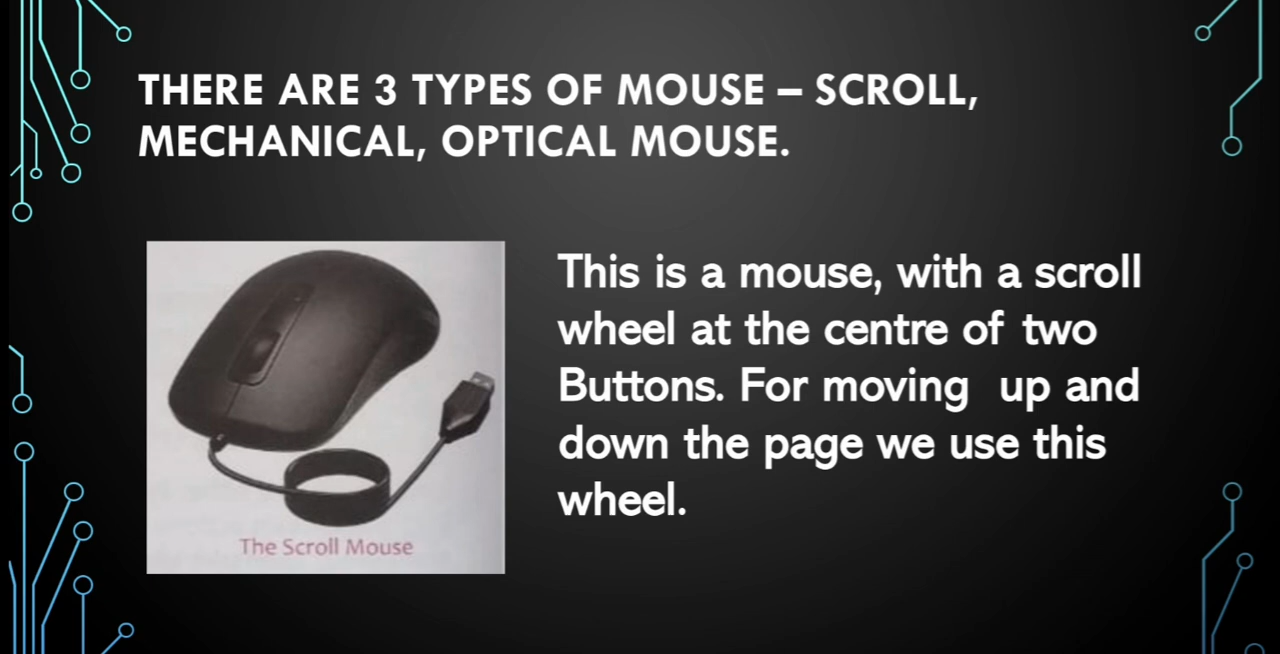 THERE ARE 3 TYPES OF MOUSE – SCROLL,
MECHANICAL, OPTICAL MOUSE.
This is a mouse, with a scroll
wheel at the centre of two
Buttons. For moving up and
down the page we use this
wheel.
The Scroll Mouse